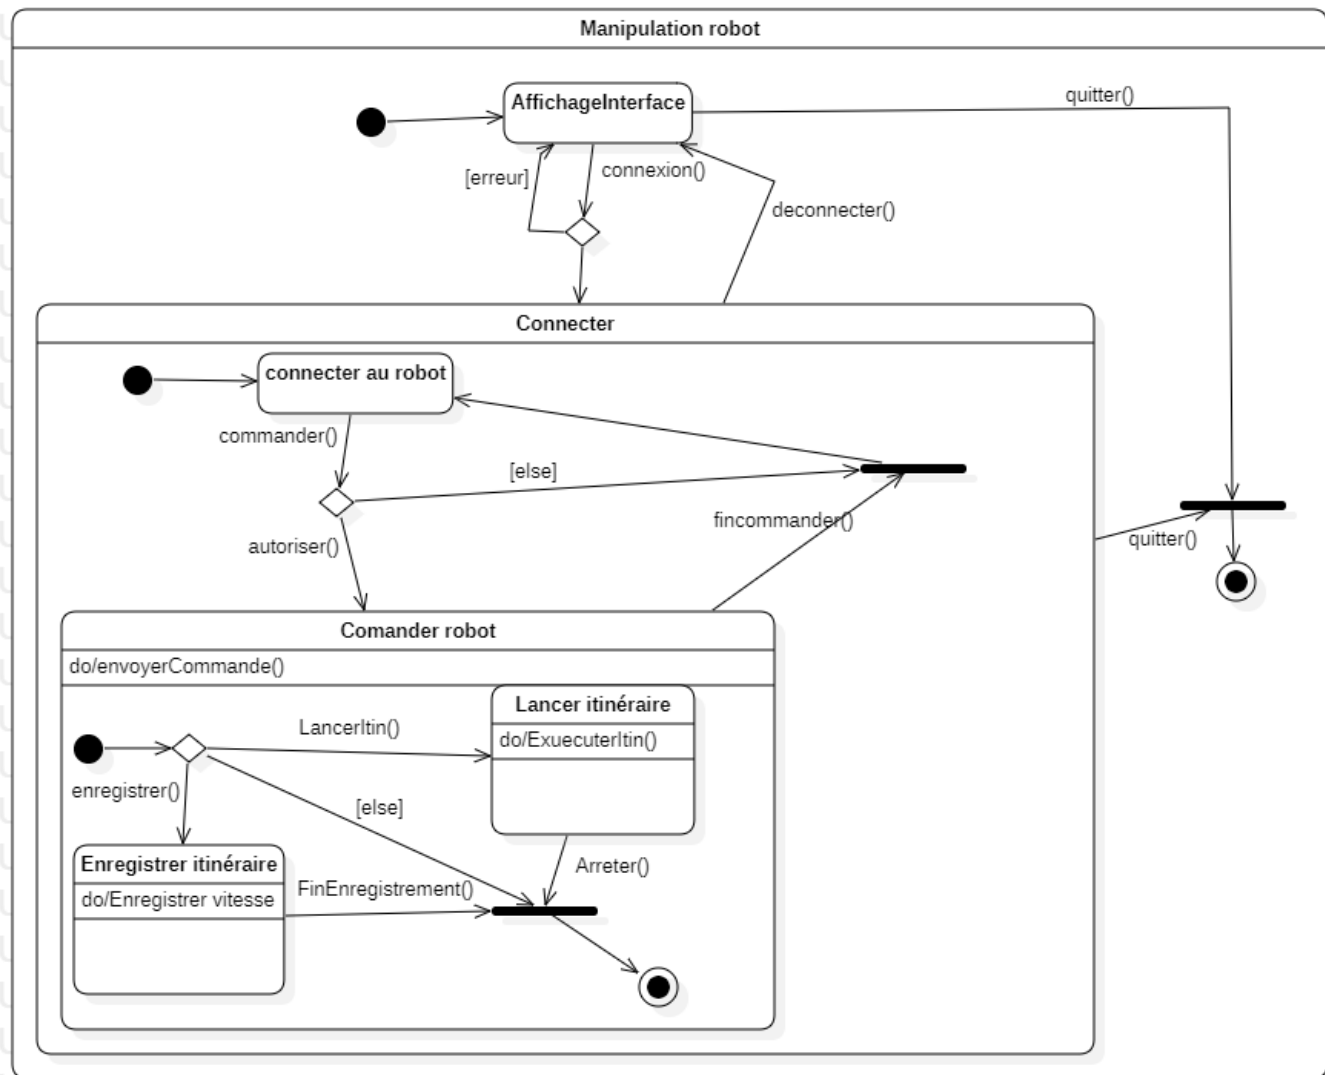 Manipulation robot
AffichageInterface
quitter()
[erreur]
connexion()
deconnecter()
Connecter
connecter au robot
commander()
[else]
fincommander()
autoriser()
quitter()
Comander robot
do/envoyerCommande()
Lancer itinéraire
LancerItin()
do/ExuecuterItin()
enregistrer()
[else]
Enregistrer itinéraire
Arreter()
do/Enregistrer vitesse
FinEnregistrement()